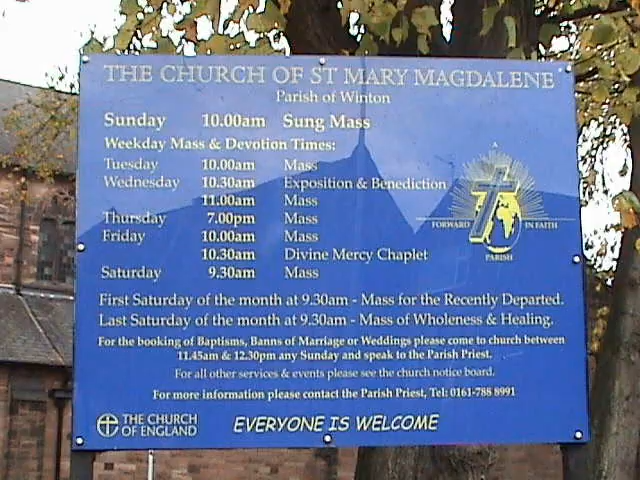 THE CHURCH OF ST MARY MAGDALENE
Parish of Winton
Sunday 10.00am Sung Mass
Weekday Mass & Devotion Times:
Tuesday 10.00am Mass
Wednesday 10.30am Exposition & Benediction
11.00am Mass
Thursday 7.00pm Mass
Friday 10.00am Mass
10.30am Divine Mercy Chaplet
Saturday 9.30am Mass
FORWARD IN FAITH
PARISH
First Saturday of the month at 9.30am - Mass for the Recently Departed.
Last Saturday of the month at 9.30am - Mass of Wholeness & Healing.
For the booking of Baptisms, Banns of Marriage or Weddings please come to church between
11.45am & 12.30pm any Sunday and speak to the Parish Priest.
For all other services & events please see the church notice board.
For more information please contact the Parish Priest, Tel: 0161-788 8991
THE CHURCH
OF ENGLAND
EVERYONE IS WELCOME